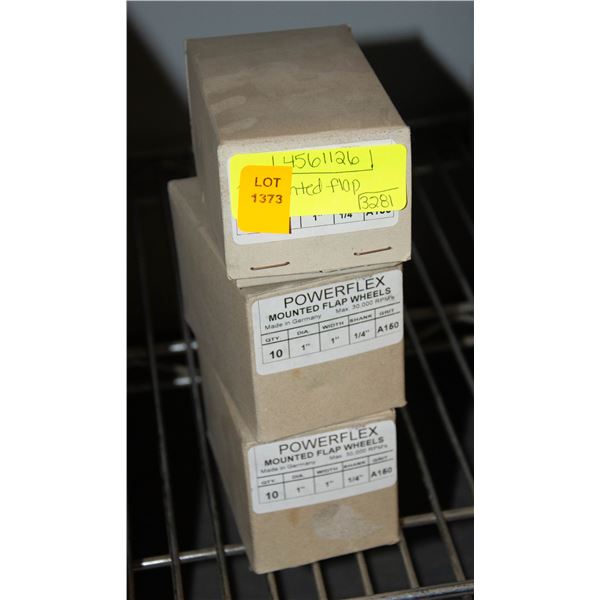 14561126
LOT
1373
nted flap
B281
1" 1/4"
POWERFLEX
MOUNTED FLAP WHEELS
Made in Germany Max. 30,000 RPM's
QTY. DIA. WIDTH SHANK GRIT
10 1" 1" 1/4" A150
POWERFLEX
MOUNTED FLAP WHEELS
Made in Germany Max. 30,000 RPM's
QTY. DIA. WIDTH SHANK GRIT
10 1" 1" 1/4" A150